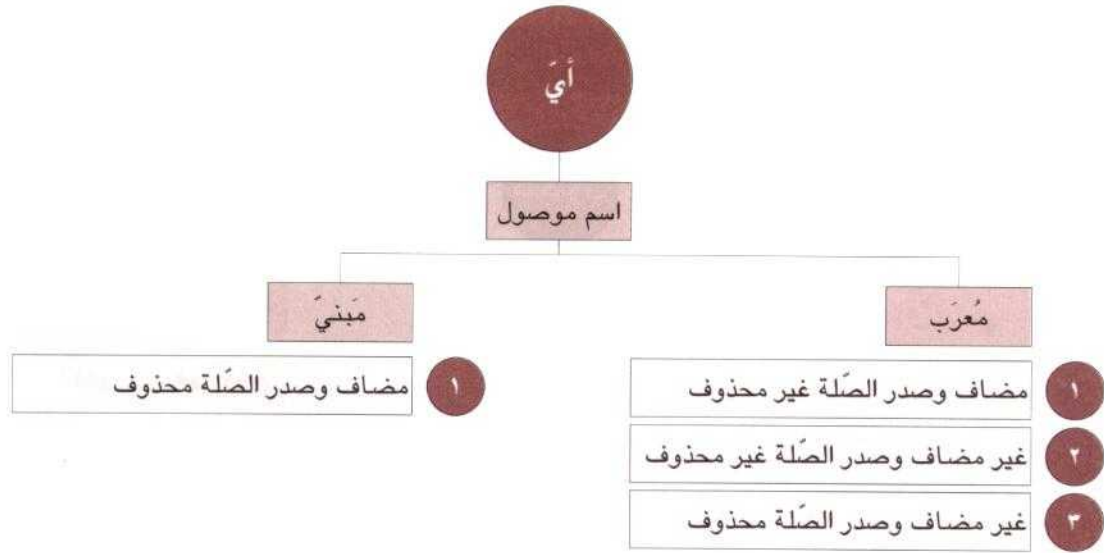 أيّ
اسم موصول
مُعرَب
١ مضاف وصدر الصّلة غير محذوف
٢ غير مضاف وصدر الصّلة غير محذوف
٣ غير مضاف وصدر الصّلة محذوف
مَبنيّ
١ مضاف وصدر الصّلة محذوف